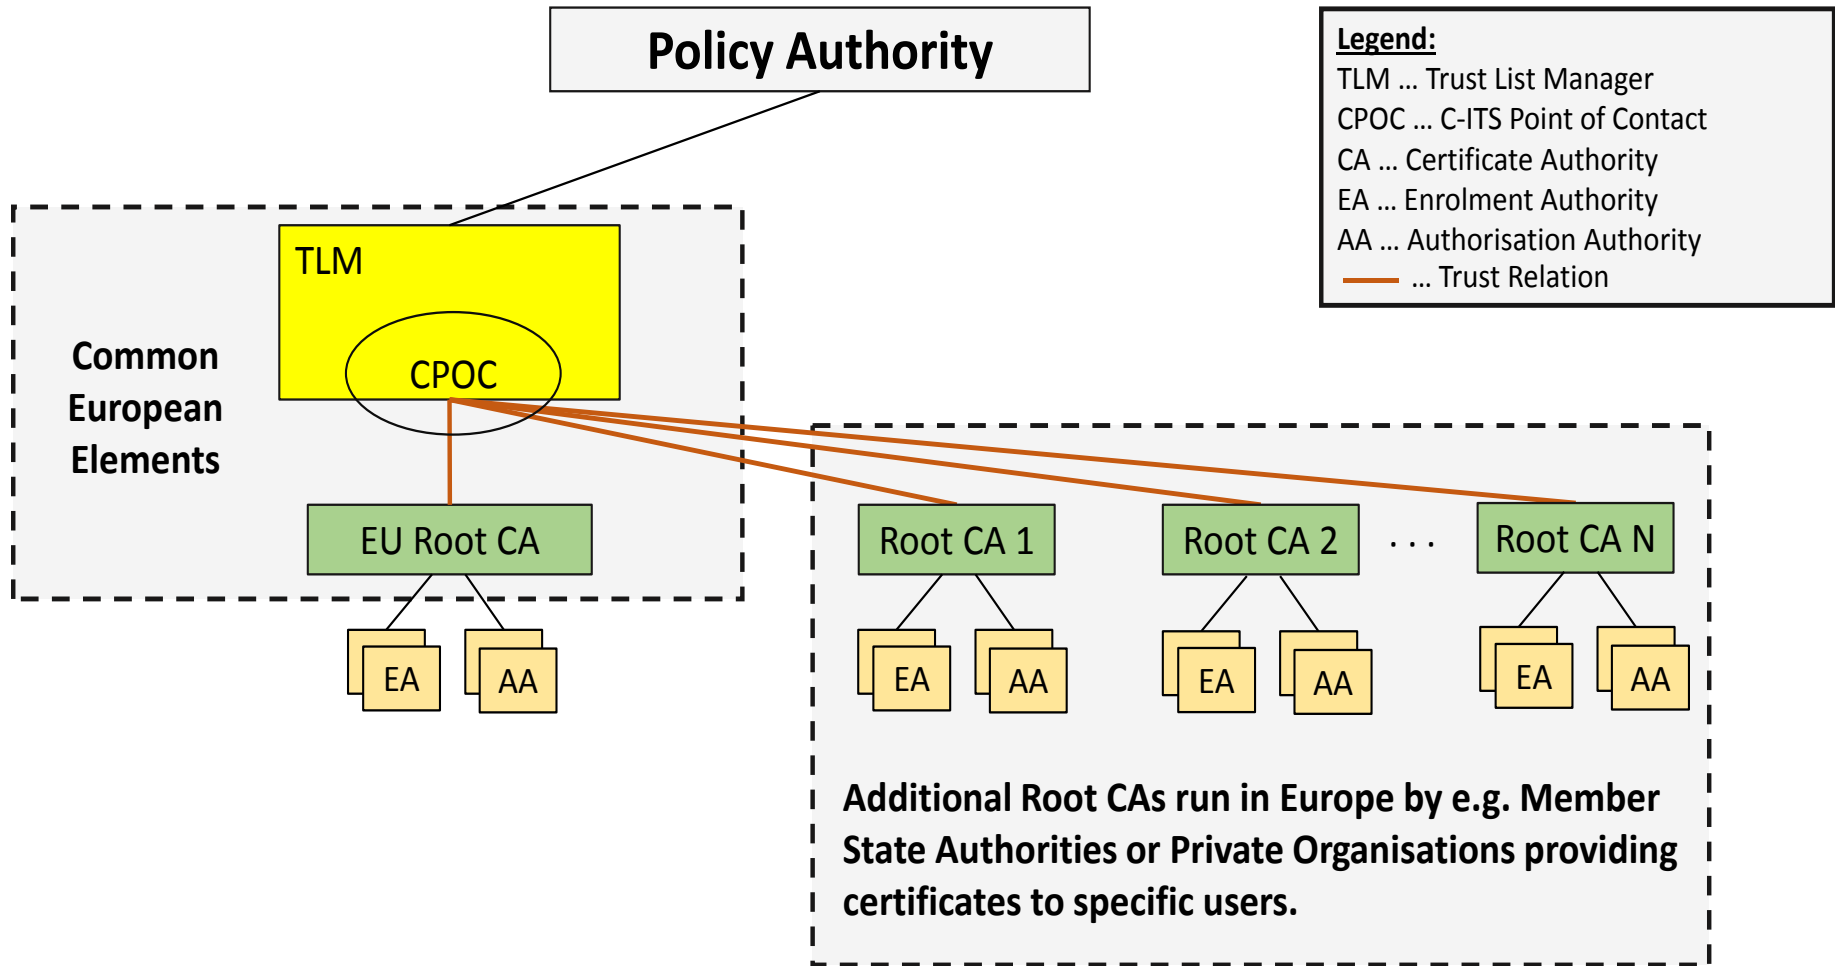 Policy Authority
Legend:
TLM ... Trust List Manager
CPOC ... C-ITS Point of Contact
CA ... Certificate Authority
EA ... Enrolment Authority
AA ... Authorisation Authority
... Trust Relation
TLM
CPOC
Common
European
Elements
EU Root CA
Root CA 1
Root CA 2
. . .
Root CA N
EA
AA
EA
AA
EA
AA
EA
AA
Additional Root CAs run in Europe by e.g. Member
State Authorities or Private Organisations providing
certificates to specific users.